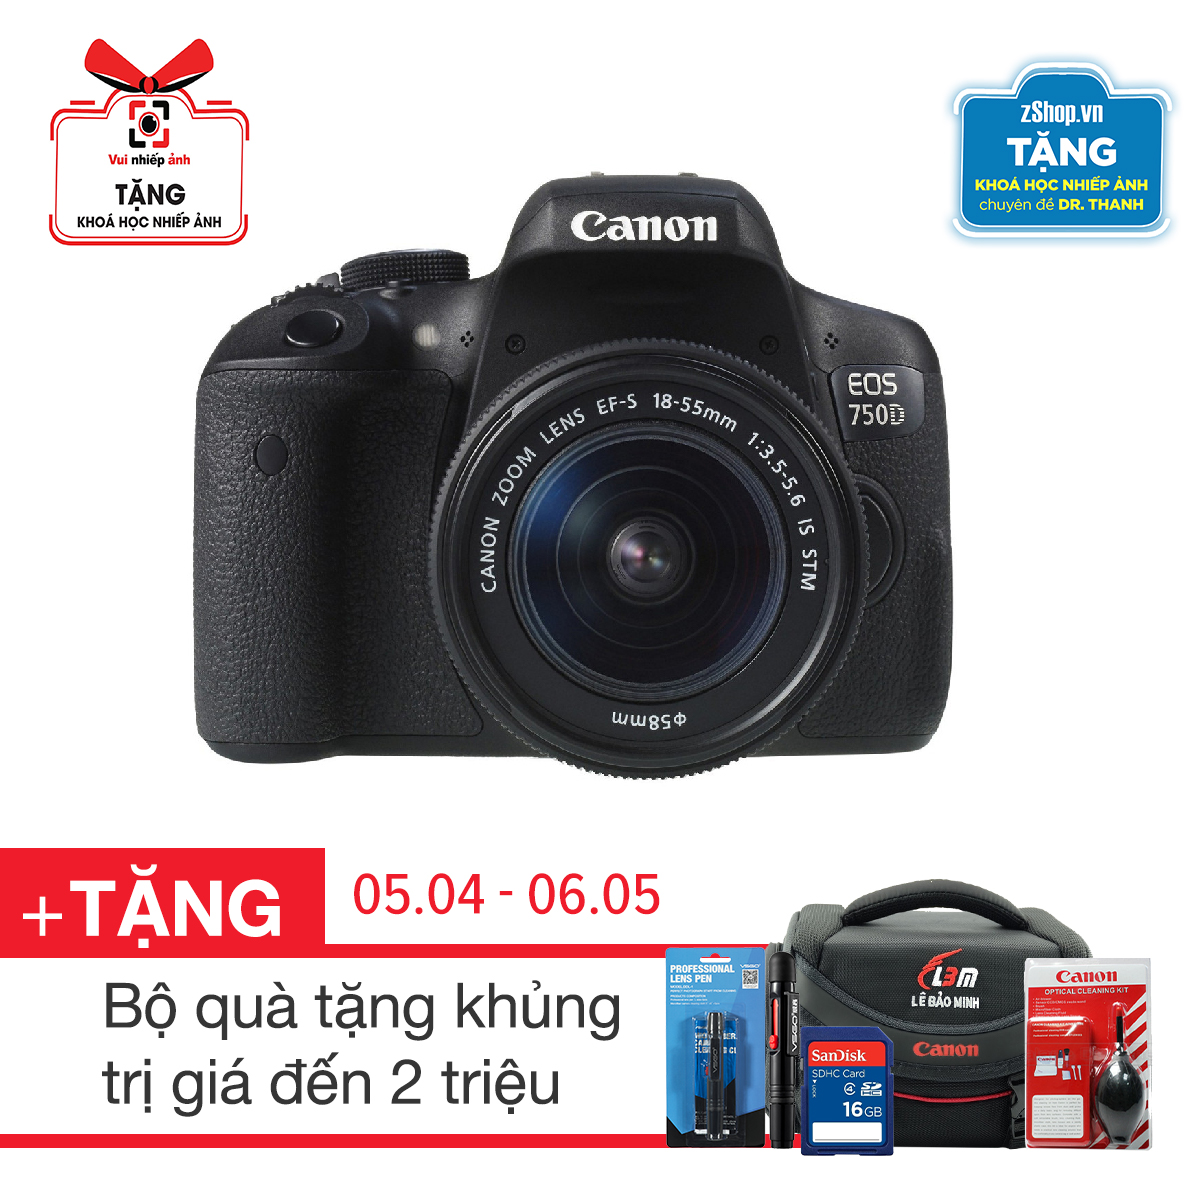 Vui nhiếp ảnh
TẶNG
KHOÁ HỌC NHIẾP ẢNH
zShop.vn
TẶNG
KHOÁ HỌC NHIẾP ẢNH
chuyên đề DR. THANH
Canon
EOS
750D
CANON ZOOM LENS EF-S 18-55mm 1:3.5-5.6 IS STM
Φ58mm
+TẶNG
05.04 - 06.05
Bộ quà tặng khủng
trị giá đến 2 triệu
PROFESSIONAL
LENS PEN
VSGO
LBM
LÊ BẢO MINH
Canon
SanDisk
SDHC Card
4
16GB
Canon
OPTICAL CLEANING KIT